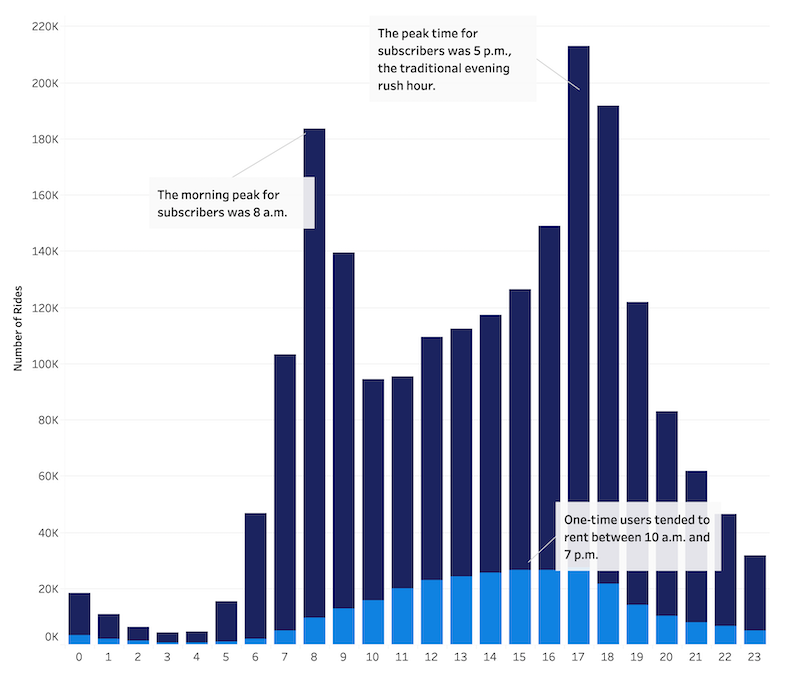 220K
The peak time for
subscribers was 5 p.m.,
the traditional evening
rush hour.
200K
180K
160K
The morning peak for
subscribers was 8 a.m.
140K
120K
Number of Rides
100K
80K
60K
One-time users tended to
rent between 10 a.m. and
7 p.m.
40K
20K
0K
0 1 2 3 4 5 6 7 8 9 10 11 12 13 14 15 16 17 18 19 20 21 22 23